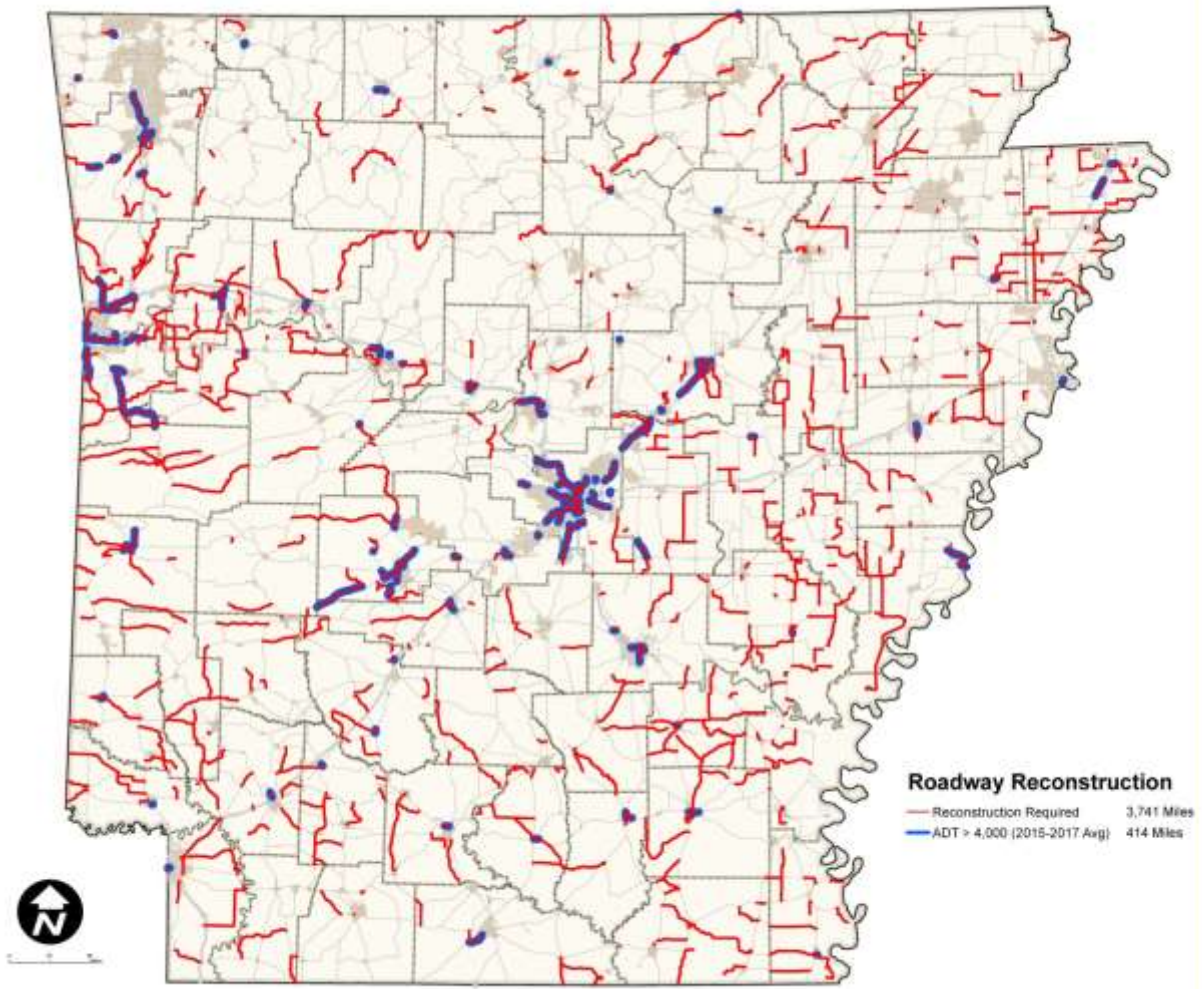 Roadway Reconstruction
Reconstruction Required 3,741 Miles
ADT > 4,000 (2015-2017 Avg) 414 Miles
N